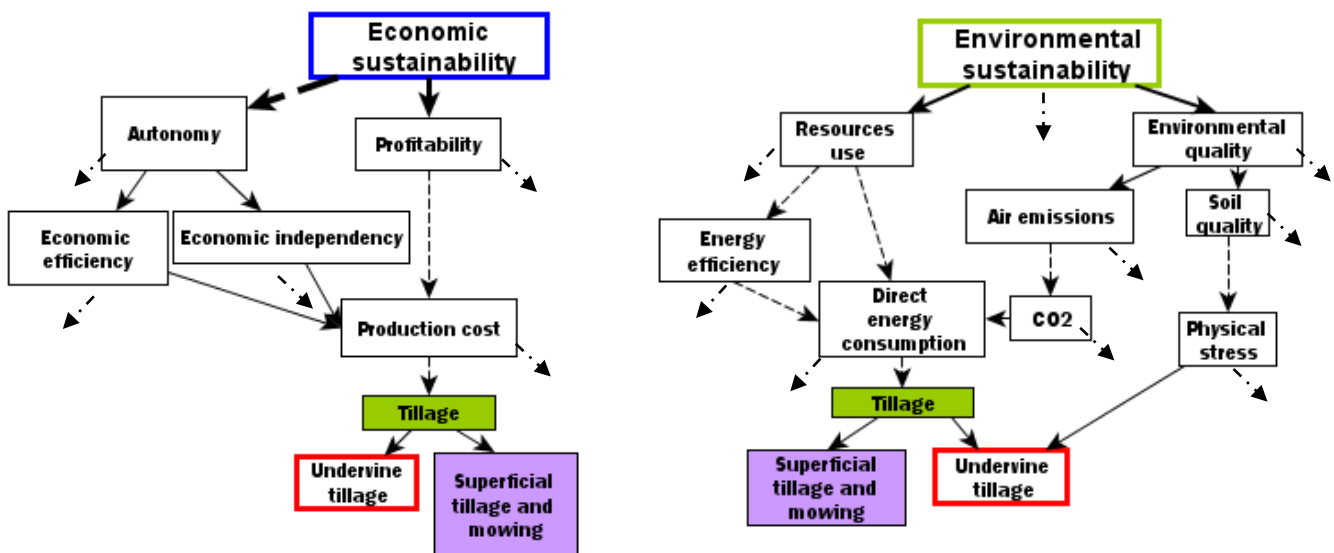 Economic
sustainability
Autonomy
Profitability
Economic
efficiency
Economic independency
Production cost
Tillage
Undervine
tillage
Superficial
tillage and
mowing
Environmental
sustainability
Resources
use
Environmental
quality
Energy
efficiency
Air emissions
Soil
quality
Direct
energy
consumption
CO2
Physical
stress
Tillage
Superficial
tillage and
mowing
Undervine
tillage